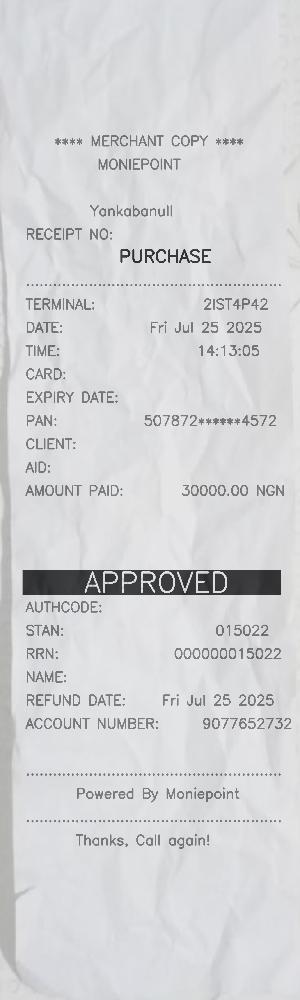 **** MERCHANT COPY ****
MONIEPOINT
Yankabanull
RECEIPT NO:
PURCHASE
TERMINAL: 2IST4P42
DATE: Fri Jul 25 2025
TIME: 14:13:05
CARD:
EXPIRY DATE:
PAN: 507872******4572
CLIENT:
AID:
AMOUNT PAID: 30000.00 NGN
APPROVED
AUTHCODE:
STAN: 015022
RRN: 000000015022
NAME:
REFUND DATE: Fri Jul 25 2025
ACCOUNT NUMBER: 9077652732
Powered By Moniepoint
Thanks, Call again!